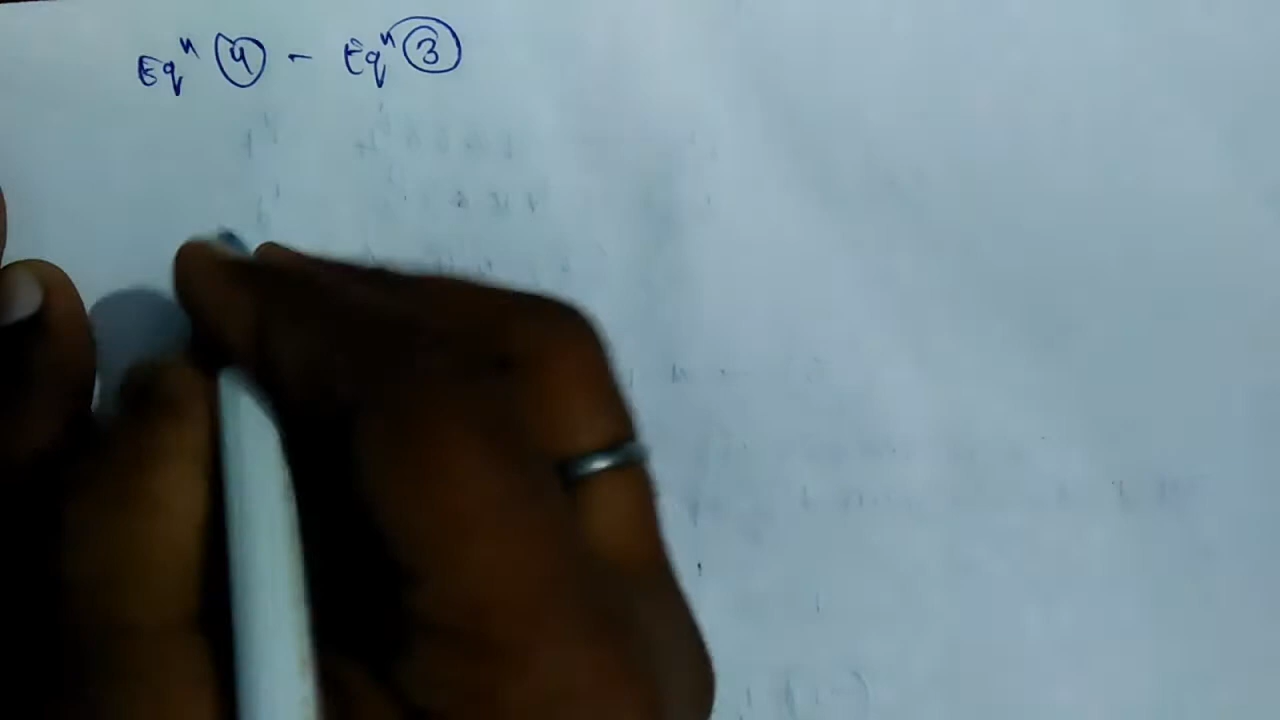 Eqⁿ ④ - Eqⁿ ③